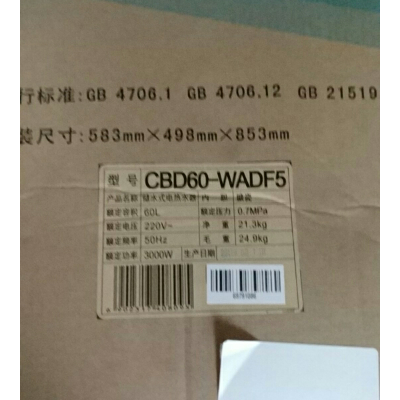 行标准: GB 4706.1 GB 4706.12 GB 21519
装尺寸: 583mm×498mm×853mm
型号 CBD60-WADF5
产品名称 储水式电热水器 内胆 搪瓷
额定容积 60L 额定压力 0.7MPa
额定电压 220V~ 净重 21.3kg
额定频率 50Hz 毛重 24.9kg
额定功率 3000W 生产日期